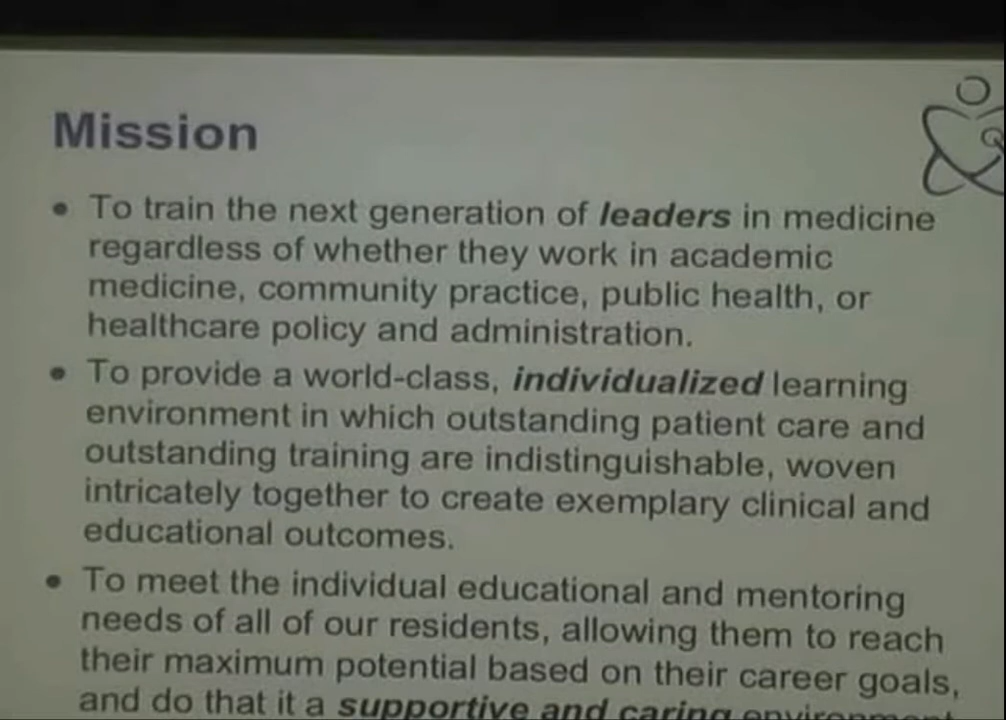 Mission
• To train the next generation of leaders in medicine
regardless of whether they work in academic
medicine, community practice, public health, or
healthcare policy and administration.
• To provide a world-class, individualized learning
environment in which outstanding patient care and
outstanding training are indistinguishable, woven
intricately together to create exemplary clinical and
educational outcomes.
• To meet the individual educational and mentoring
needs of all of our residents, allowing them to reach
their maximum potential based on their career goals,
and do that it a supportive and caring environment